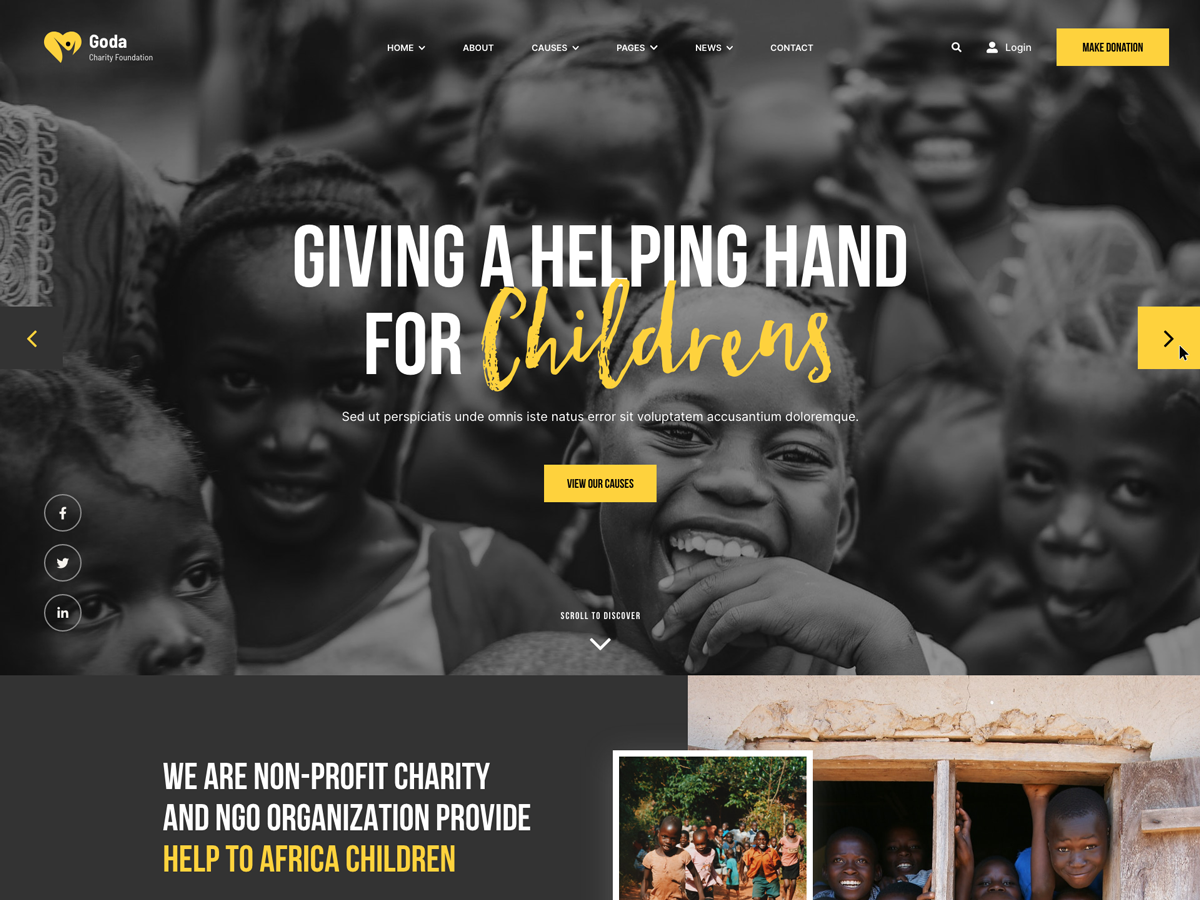 Goda
Charity Foundation
HOME
ABOUT
CAUSES
PAGES
NEWS
CONTACT
Login
MAKE DONATION
GIVING A HELPING HAND
FOR Childrens
Sed ut perspiciatis unde omnis iste natus error sit voluptatem accusantium doloremque.
VIEW OUR CAUSES
SCROLL TO DISCOVER
WE ARE NON-PROFIT CHARITY
AND NGO ORGANIZATION PROVIDE
HELP TO AFRICA CHILDREN